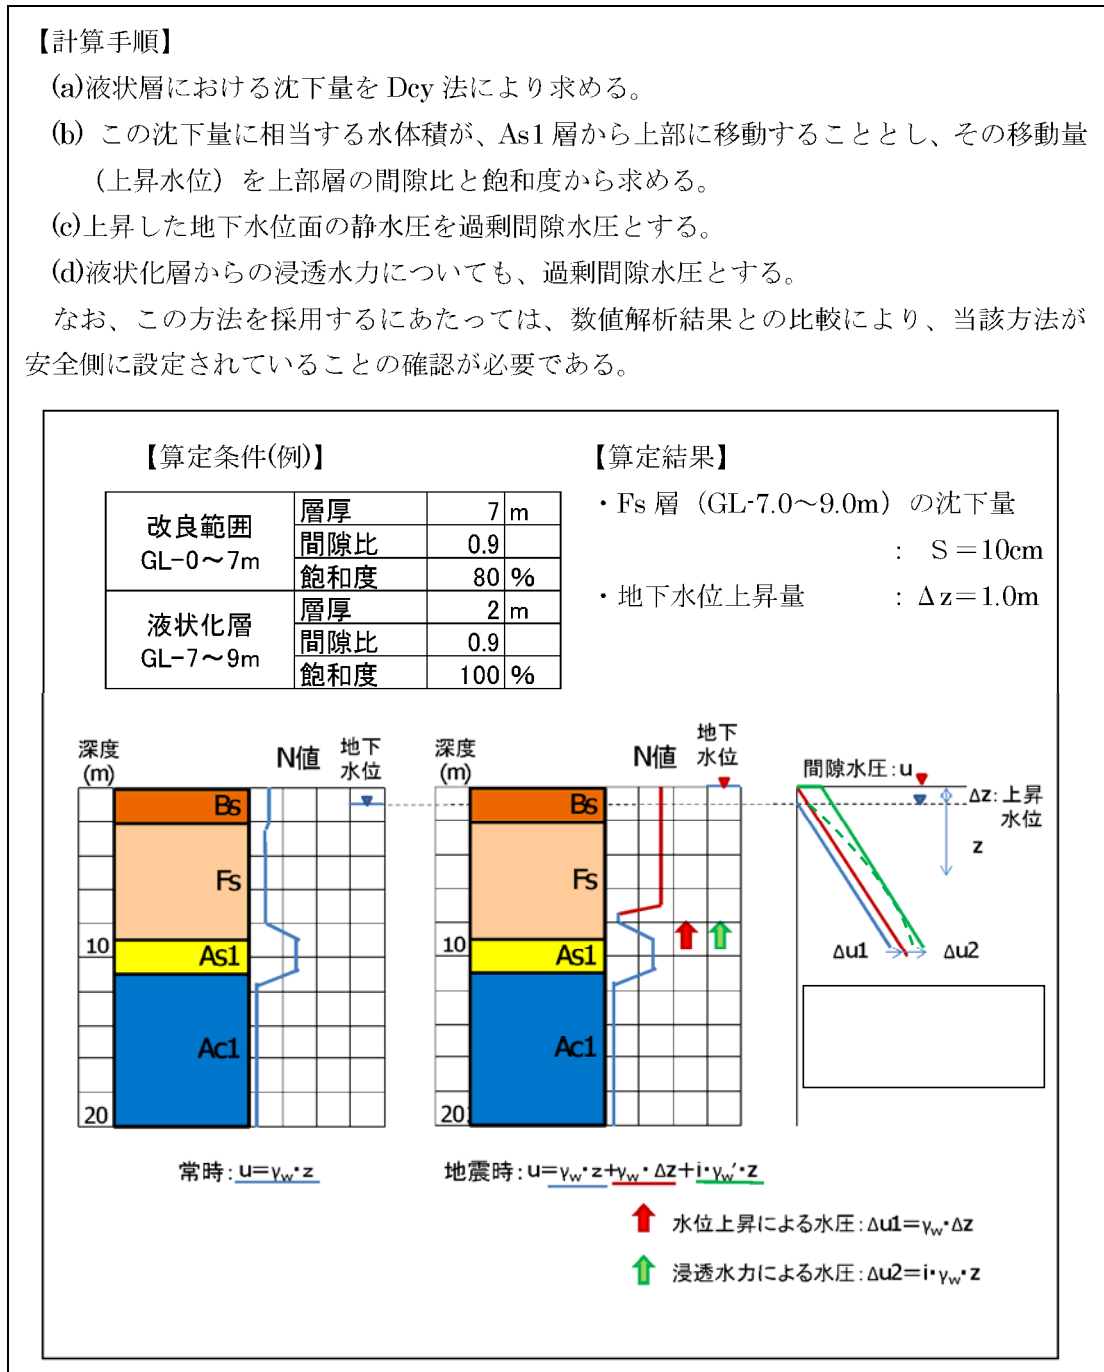 【計算手順】
(a)液状層における沈下量を Dcy 法により求める。
(b) この沈下量に相当する水体積が、As1 層から上部に移動することとし、その移動量
（上昇水位）を上部層の間隙比と飽和度から求める。
(c)上昇した地下水位面の静水圧を過剰間隙水圧とする。
(d)液状化層からの浸透水力についても、過剰間隙水圧とする。
なお、この方法を採用するにあたっては、数値解析結果との比較により、当該方法が
安全側に設定されていることの確認が必要である。
【算定条件(例)】
改良範囲
GL-0～7m
層厚 7 m
間隙比 0.9
飽和度 80 %
液状化層
GL-7～9m
層厚 2 m
間隙比 0.9
飽和度 100 %
【算定結果】
・Fs 層（GL-7.0～9.0m）の沈下量
： S＝10cm
・地下水位上昇量 ：Δz＝1.0m
深度
(m)
N値
地下
水位
Bs
Fs
10
As1
Ac1
20
深度
(m)
N値
地下
水位
Bs
Fs
10
As1
Ac1
20
間隙水圧：u
Δz：上昇
水位
z
Δu1
Δu2
常時：u=γw・z
地震時：u=γw・z+γw・Δz+i・γw'・z
水位上昇による水圧：Δu1=γw・Δz
浸透水力による水圧：Δu2=i・γw・z